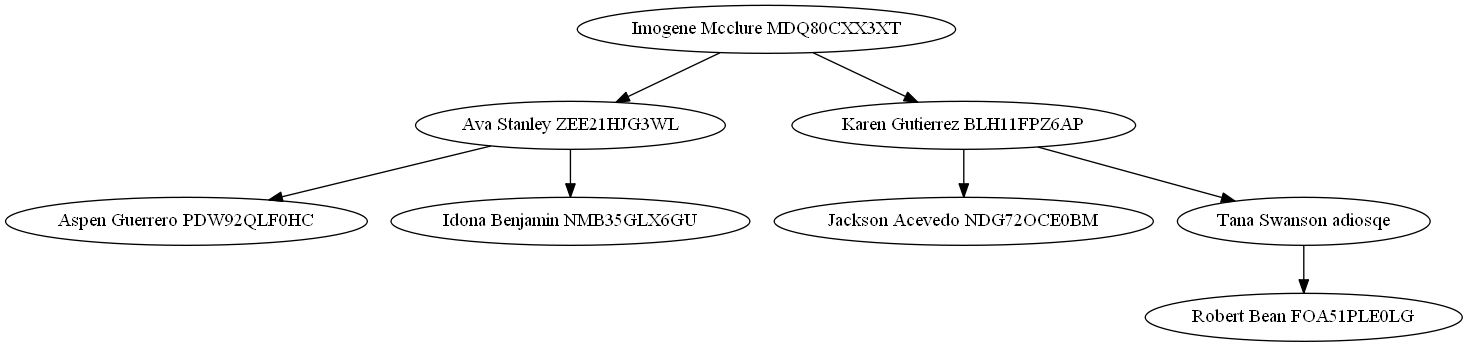 Imogene Mcclure MDQ80CXX3XT
Ava Stanley ZEE21HJG3WL
Karen Gutierrez BLH11FPZ6AP
Aspen Guerrero PDW92QLF0HC
Idona Benjamin NMB35GLX6GU
Jackson Acevedo NDG72OCE0BM
Tana Swanson adiosqe
Robert Bean FOA51PLE0LG